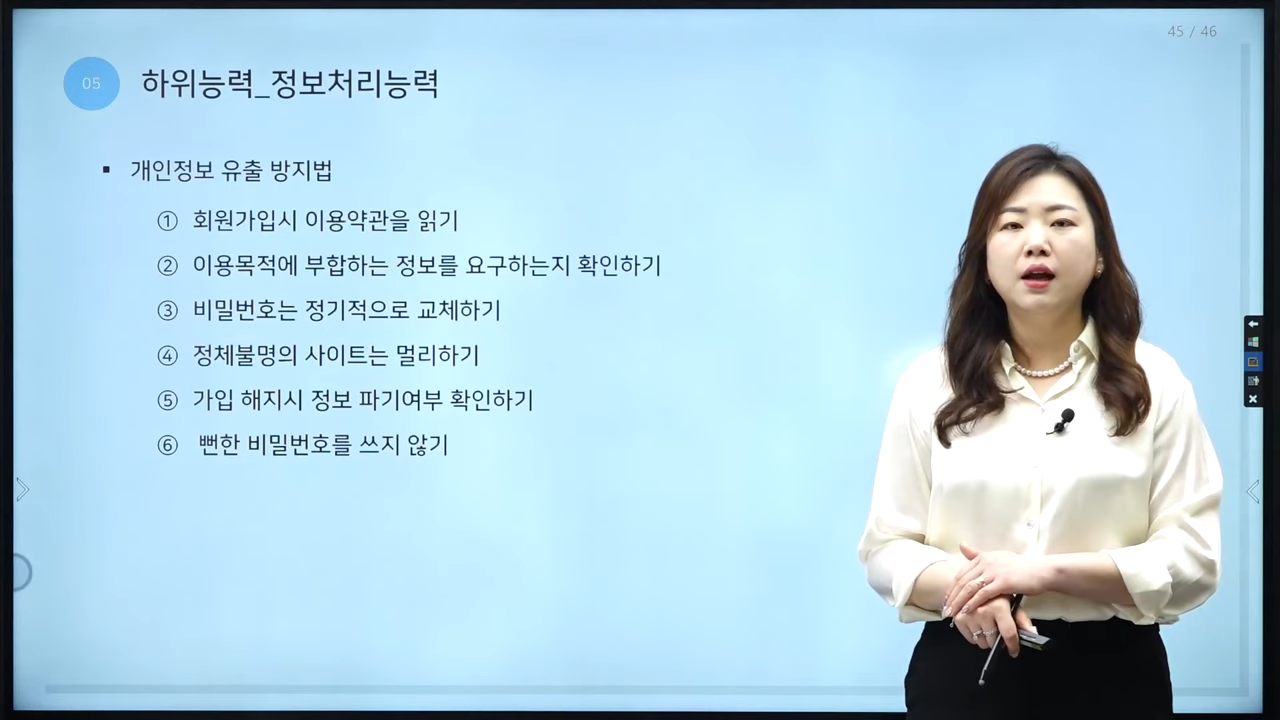 45 / 46
05
하위능력_정보처리능력
▪ 개인정보 유출 방지법
① 회원가입시 이용약관을 읽기
② 이용목적에 부합하는 정보를 요구하는지 확인하기
③ 비밀번호는 정기적으로 교체하기
④ 정체불명의 사이트는 멀리하기
⑤ 가입 해지시 정보 파기여부 확인하기
⑥ 뻔한 비밀번호를 쓰지 않기